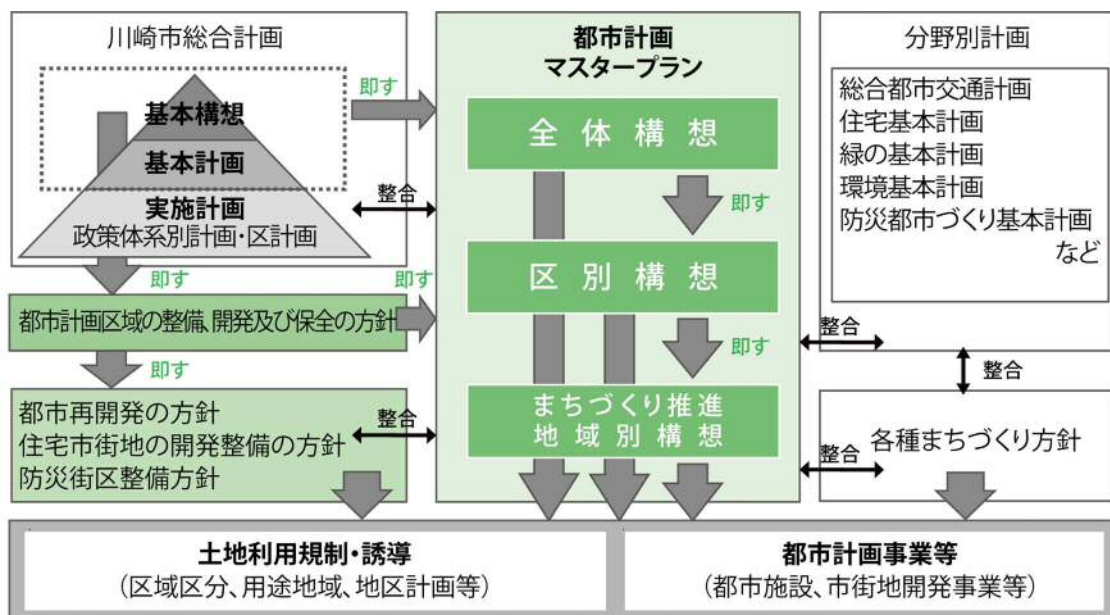 川崎市総合計画
基本構想
基本計画
実施計画
政策体系別計画・区計画
即す
整合
即す
即す
都市計画区域の整備、開発及び保全の方針
即す
都市再開発の方針
住宅市街地の開発整備の方針
防災街区整備方針
整合
都市計画
マスタープラン
全体構想
即す
区別構想
即す
まちづくり推進
地域別構想
分野別計画
総合都市交通計画
住宅基本計画
緑の基本計画
環境基本計画
防災都市づくり基本計画
など
整合
整合
整合
各種まちづくり方針
土地利用規制・誘導
（区域区分、用途地域、地区計画等）
都市計画事業等
（都市施設、市街地開発事業等）